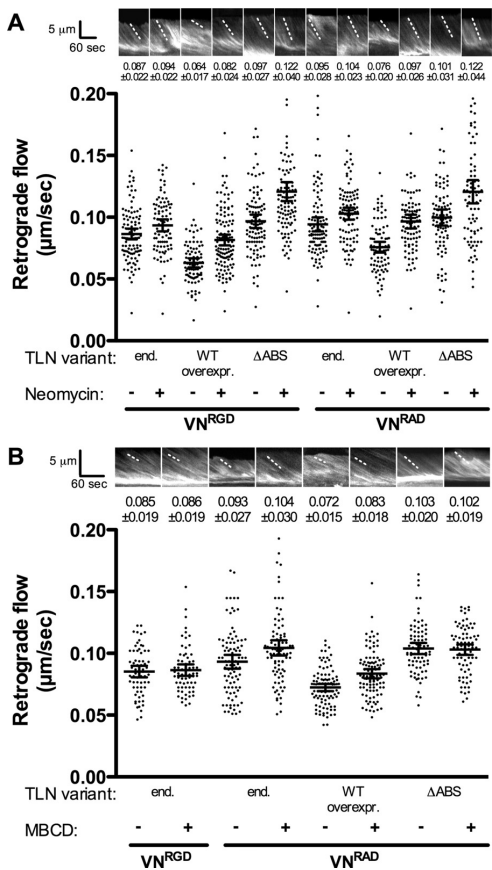 A
5 μm
60 sec
0.087 0.094 0.064 0.082 0.097 0.122 0.095 0.104 0.076 0.097 0.101 0.122
±0.022 ±0.022 ±0.017 ±0.024 ±0.027 ±0.040 ±0.028 ±0.023 ±0.020 ±0.026 ±0.031 ±0.044
Retrograde flow
(μm/sec)
0.20
0.15
0.10
0.05
0.00
TLN variant: end. WT overexpr. ΔABS end. WT overexpr. ΔABS
Neomycin: - + - + - + - + - + - +
VNRGD VNRAD
B
5 μm
60 sec
0.085 0.086 0.093 0.104 0.072 0.083 0.103 0.102
±0.019 ±0.019 ±0.027 ±0.030 ±0.015 ±0.018 ±0.020 ±0.019
Retrograde flow
(μm/sec)
0.20
0.15
0.10
0.05
0.00
TLN variant: end. end. WT overexpr. ΔABS
MBCD: - + - + - + - +
VNRGD VNRAD